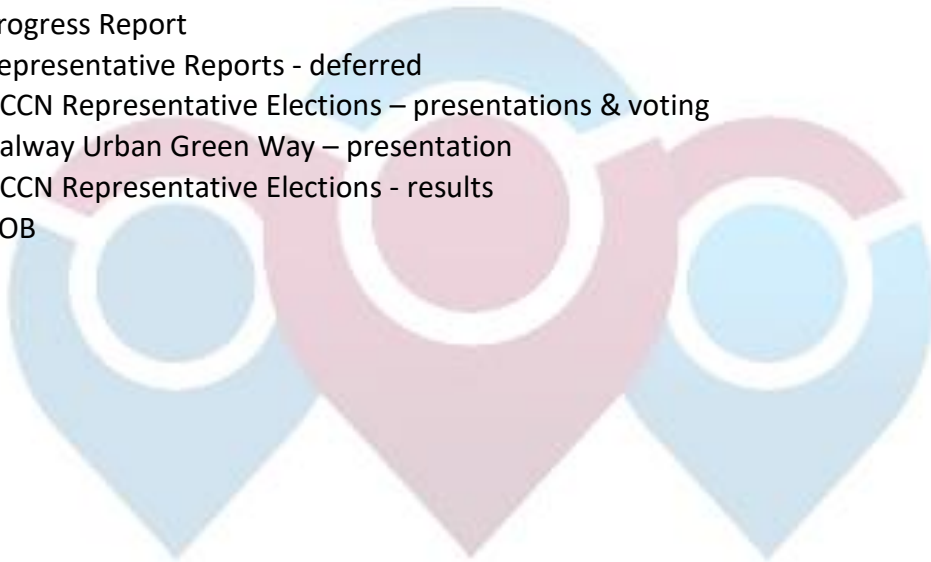 rogress Report
epresentative Reports - deferred
CCN Representative Elections – presentations & voting
alway Urban Green Way – presentation
CCN Representative Elections - results
OB